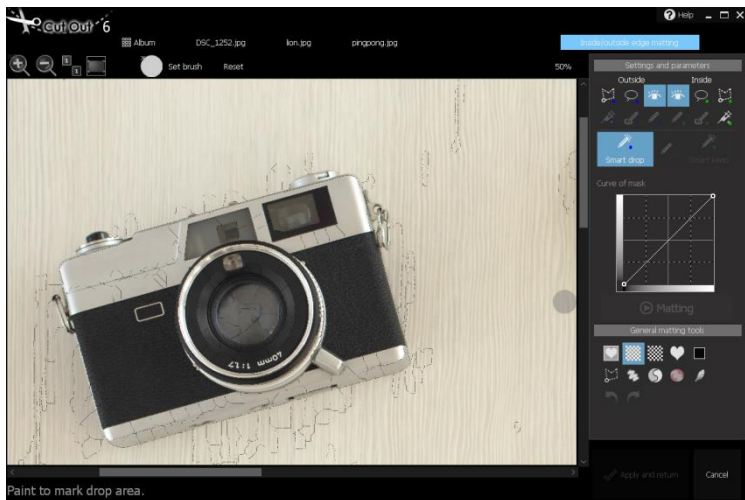 Cut Out 6
Help
Album DSC_1252.jpg lion.jpg pingpong.jpg
Inside/outside edge matting
Set brush Reset 50%
Settings and parameters
Outside Inside
Smart drop Smart keep
Curve of mask
Matting
General matting tools
40mm 1:1.7
Apply and return Cancel
Paint to mark drop area.